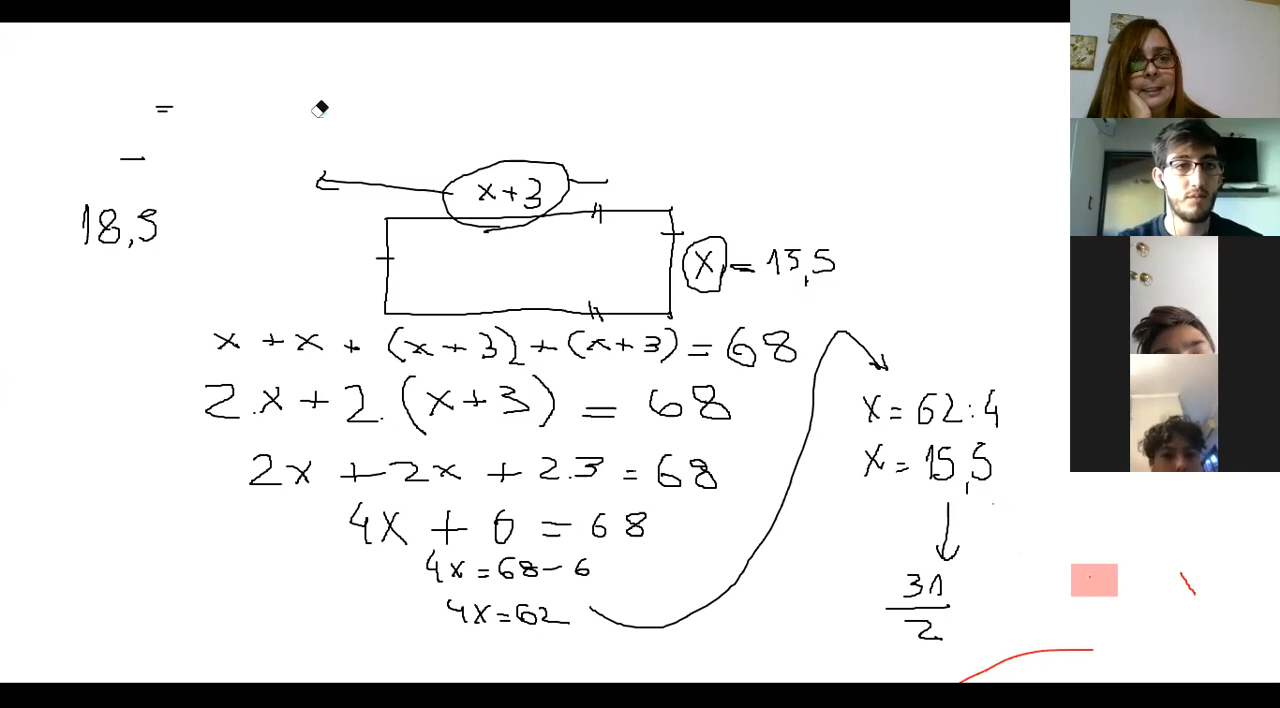 =
—
18,5
x+3
x = 15,5
x + x + (x+3) + (x+3) = 68
2.x + 2.(x+3) = 68
2x + 2x + 2.3 = 68
4x + 6 = 68
4x = 68 - 6
4x = 62
x = 62:4
x = 15,5
31
2